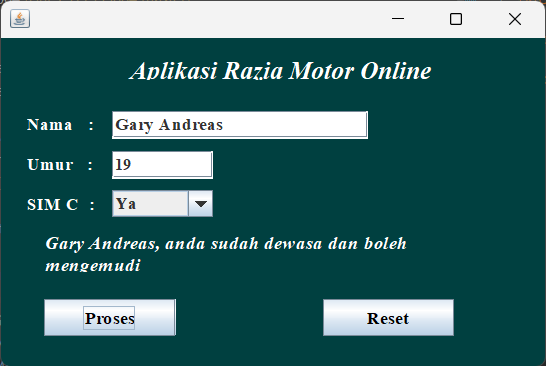 Aplikasi Razia Motor Online
Nama : Gary Andreas
Umur : 19
SIM C : Ya
Gary Andreas, anda sudah dewasa dan boleh
mengemudi
Proses Reset